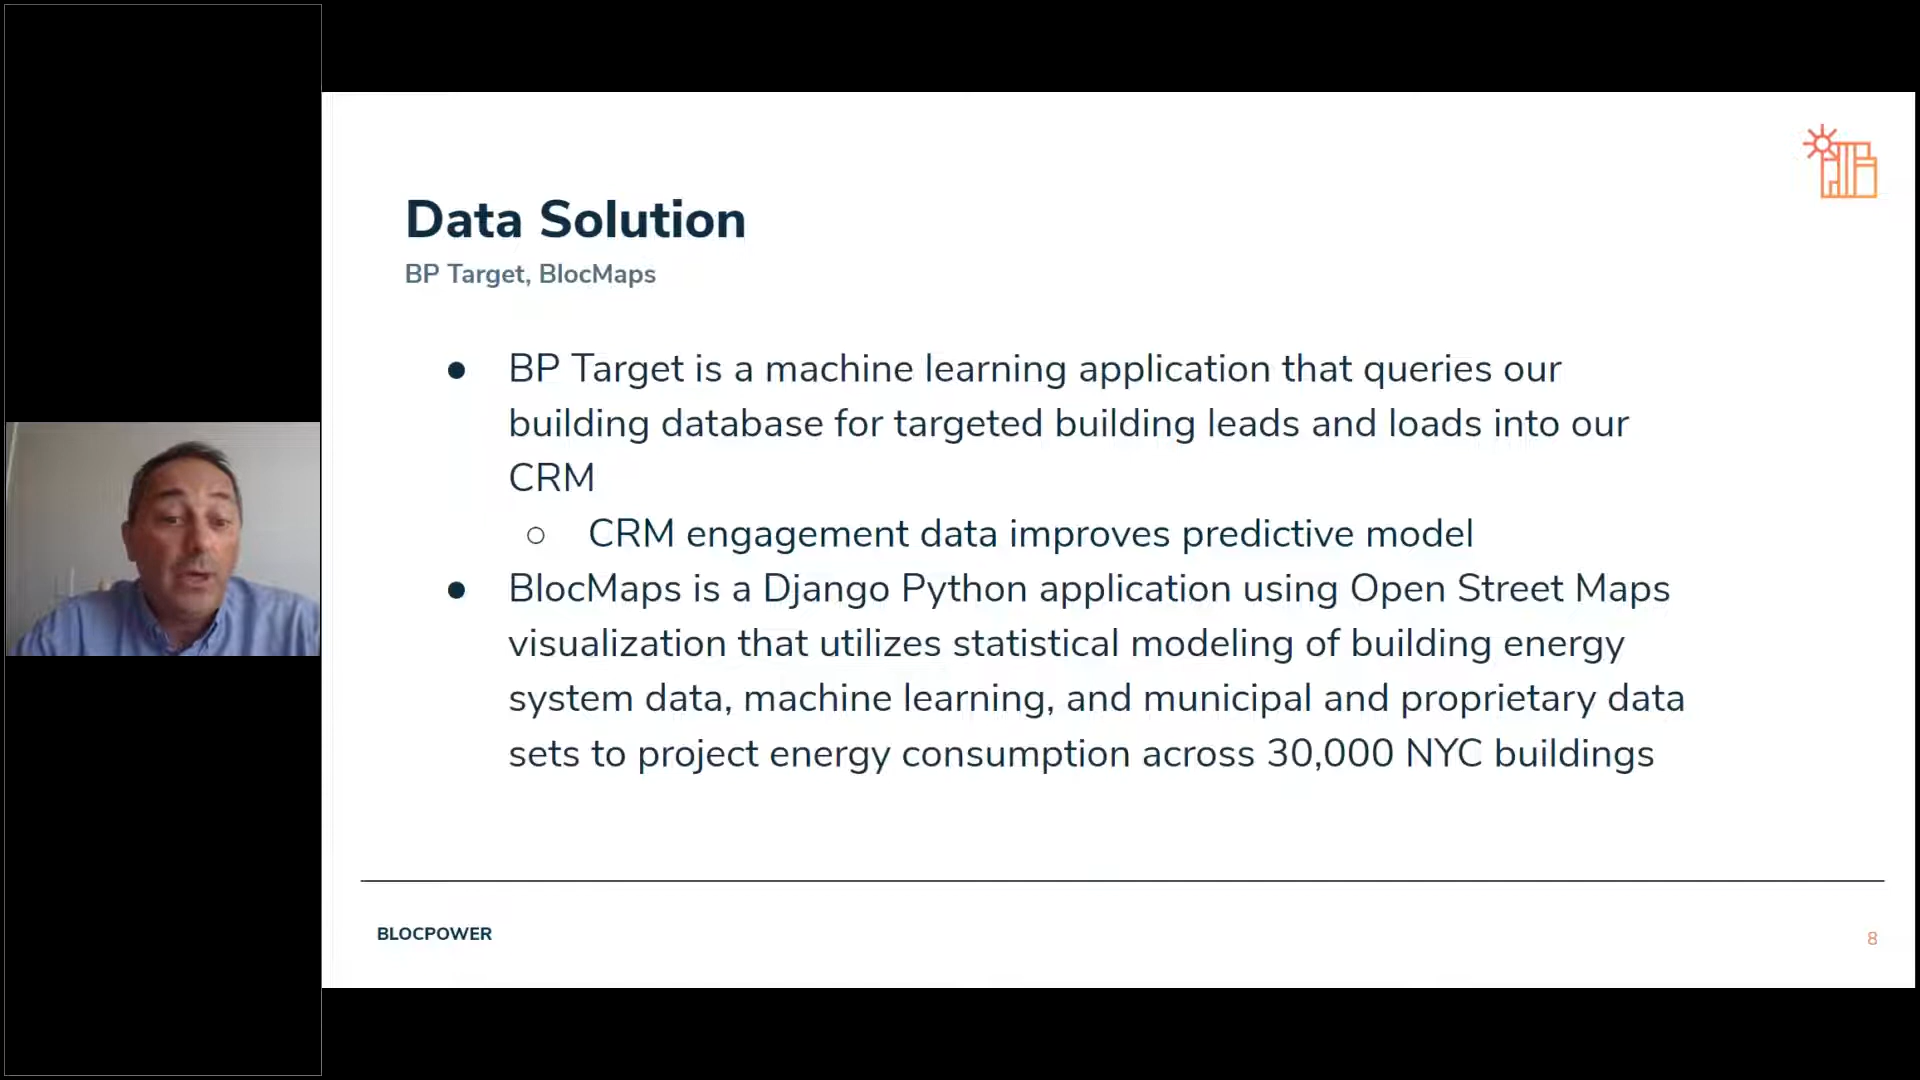 Data Solution
BP Target, BlocMaps
● BP Target is a machine learning application that queries our
building database for targeted building leads and loads into our
CRM
○ CRM engagement data improves predictive model
● BlocMaps is a Django Python application using Open Street Maps
visualization that utilizes statistical modeling of building energy
system data, machine learning, and municipal and proprietary data
sets to project energy consumption across 30,000 NYC buildings
BLOCPOWER
8